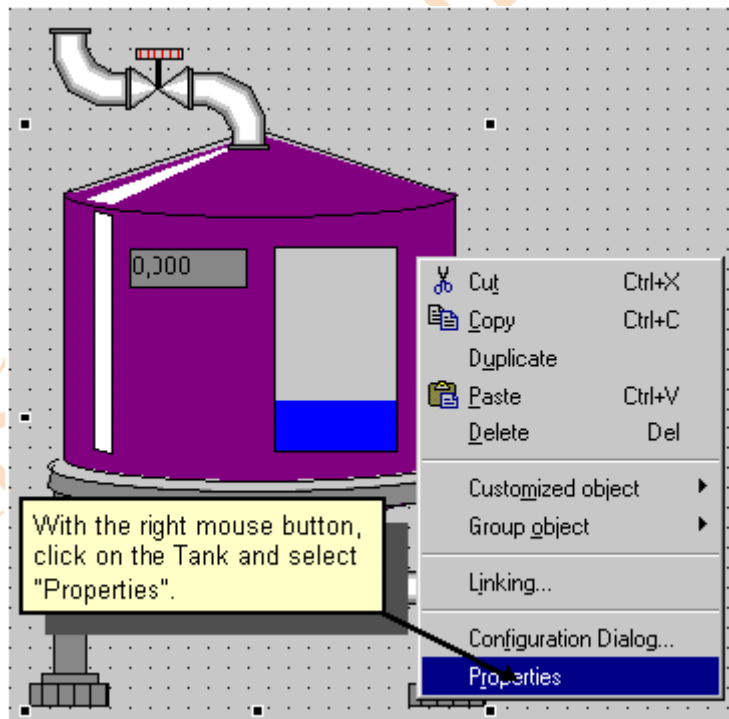 0,000
Cut Ctrl+X
Copy Ctrl+C
Duplicate
Paste Ctrl+V
Delete Del
Customized object
Group object
Linking...
Configuration Dialog...
Properties
With the right mouse button,
click on the Tank and select
"Properties".